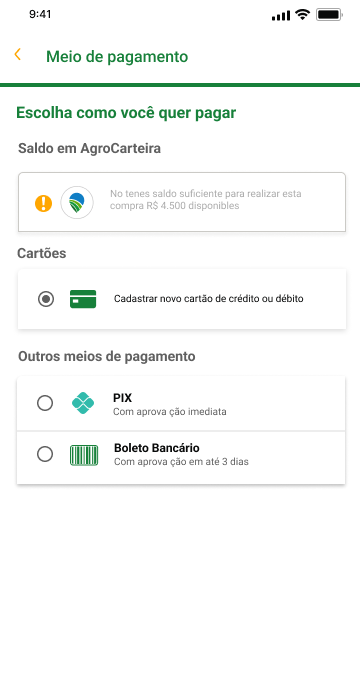 9:41
Meio de pagamento
Escolha como você quer pagar
Saldo em AgroCarteira
No tenes saldo suficiente para realizar esta
compra R$ 4.500 disponibles
Cartões
Cadastrar novo cartão de crédito ou débito
Outros meios de pagamento
PIX
Com aprova ção imediata
Boleto Bancário
Com aprova ção em até 3 dias